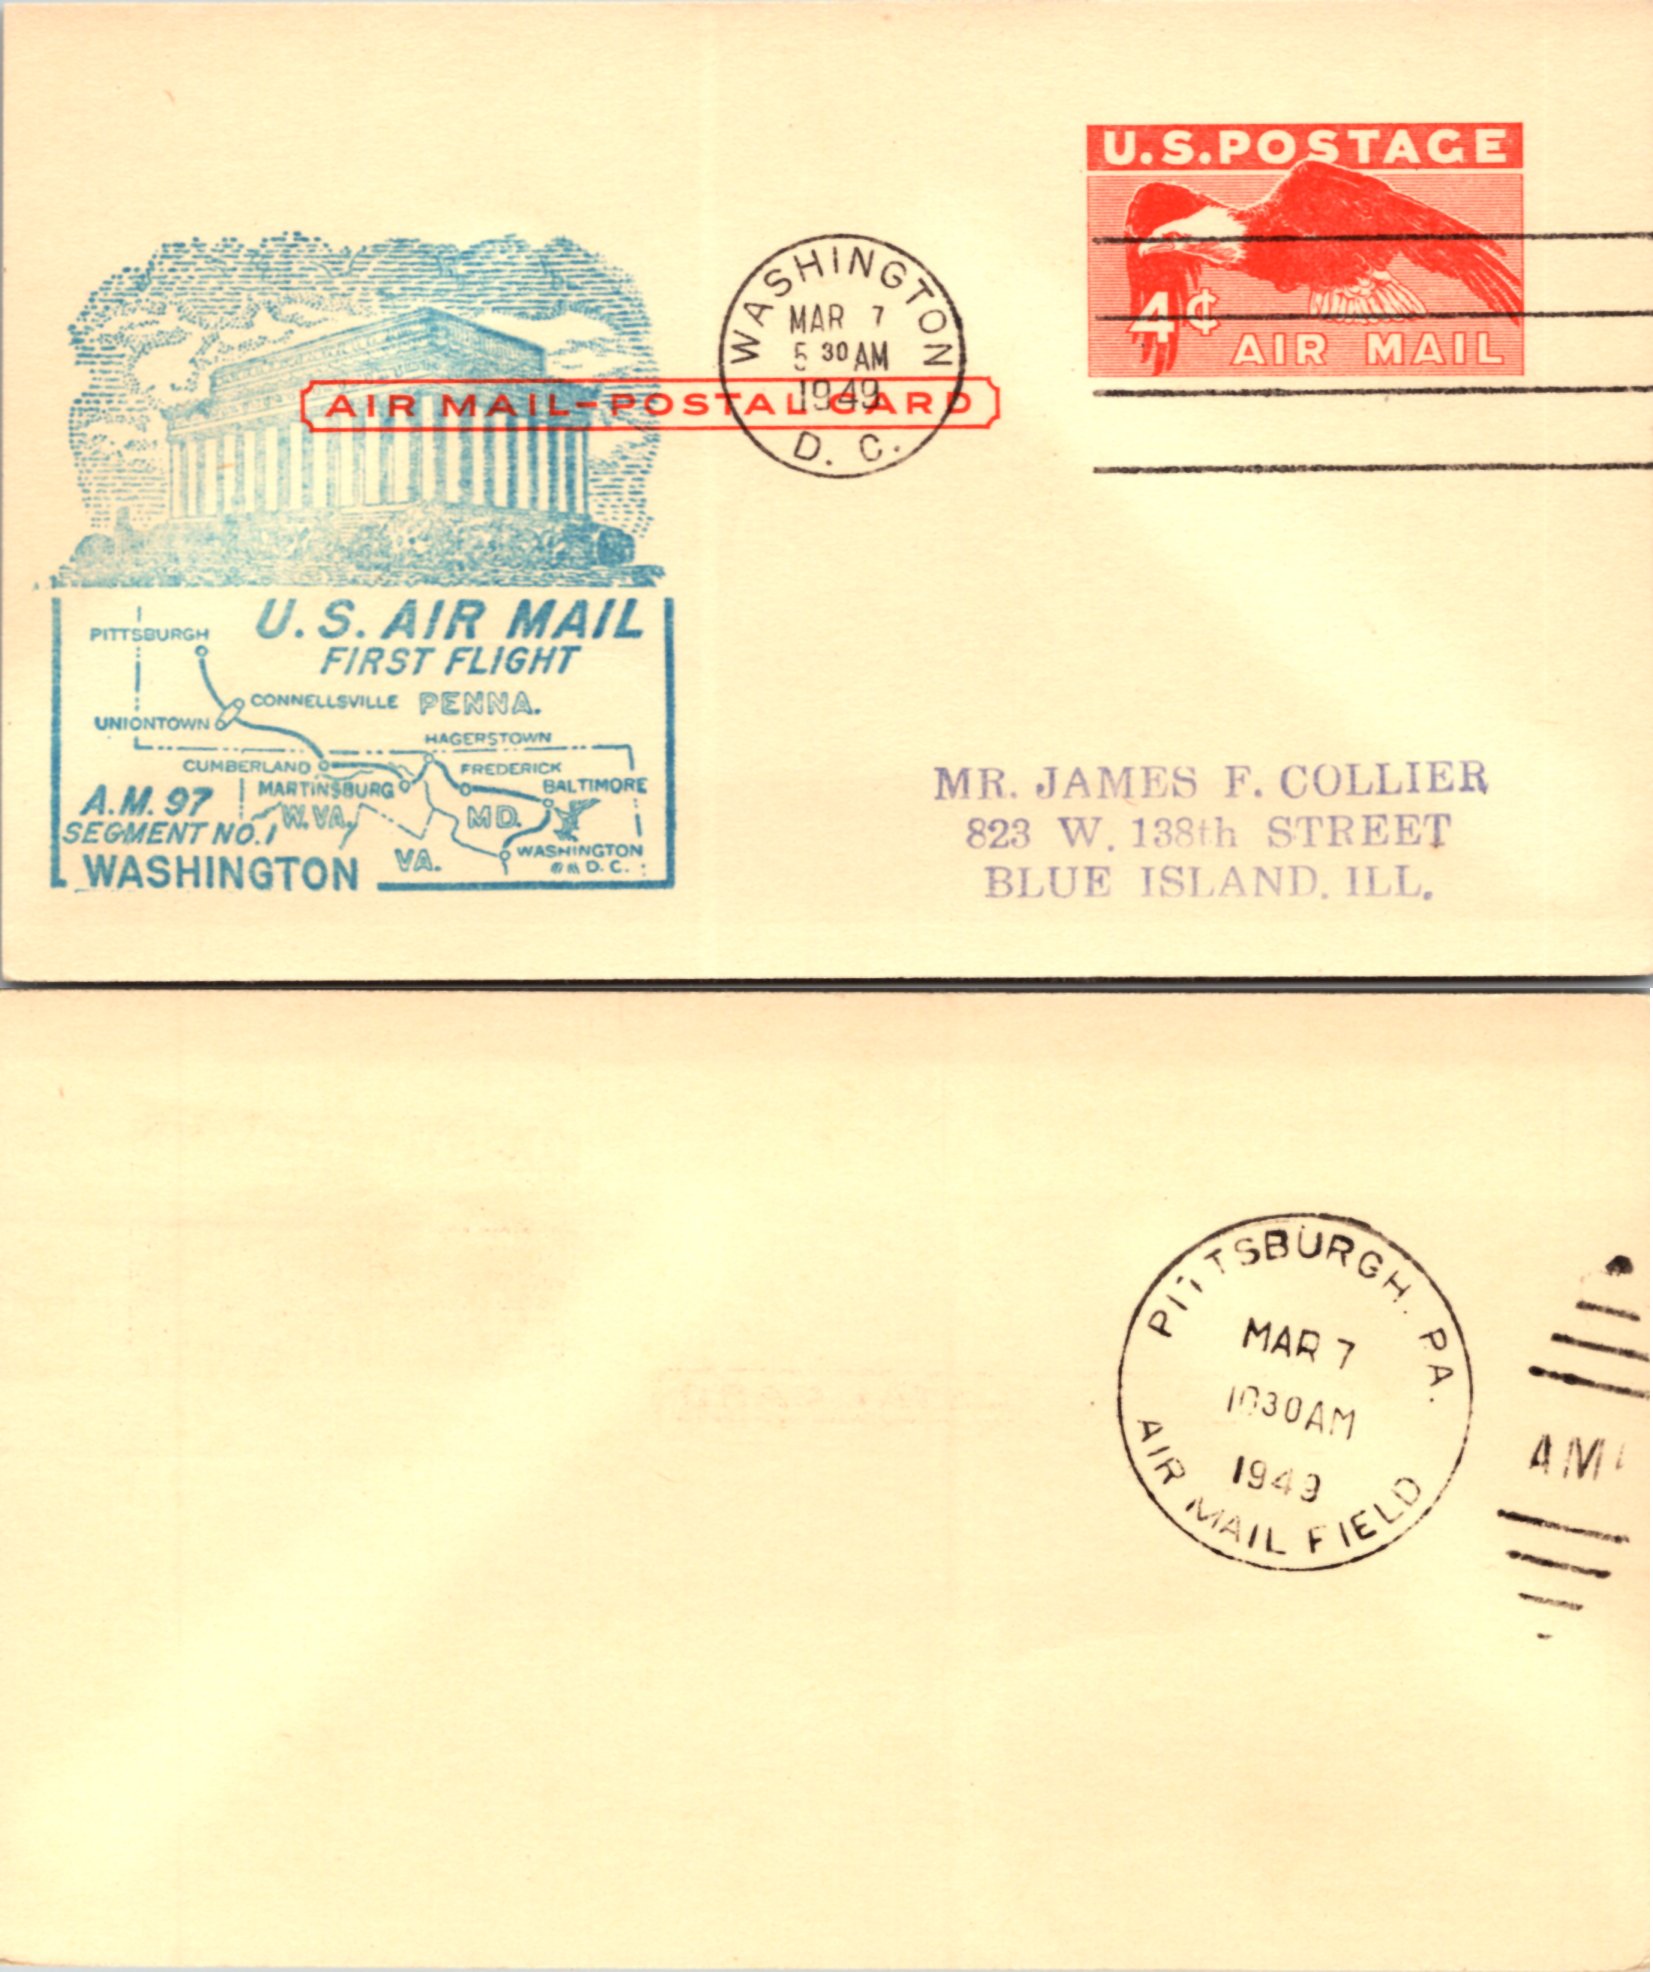 U.S. POSTAGE
4¢
AIR MAIL
WASHINGTON
MAR 7
5 30 AM
1949
D. C.
AIR MAIL-POSTAL CARD
U.S. AIR MAIL
FIRST FLIGHT
PITTSBURGH
CONNELLSVILLE PENNA.
UNIONTOWN
HAGERSTOWN
CUMBERLAND
FREDERICK
MARTINSBURG
BALTIMORE
A.M. 97
W. VA.
MD.
SEGMENT NO. 1
VA.
WASHINGTON
D. C.
WASHINGTON
MR. JAMES F. COLLIER
823 W. 138th STREET
BLUE ISLAND, ILL.
PITTSBURGH, PA.
MAR 7
1030AM
1949
AIR MAIL FIELD
AM